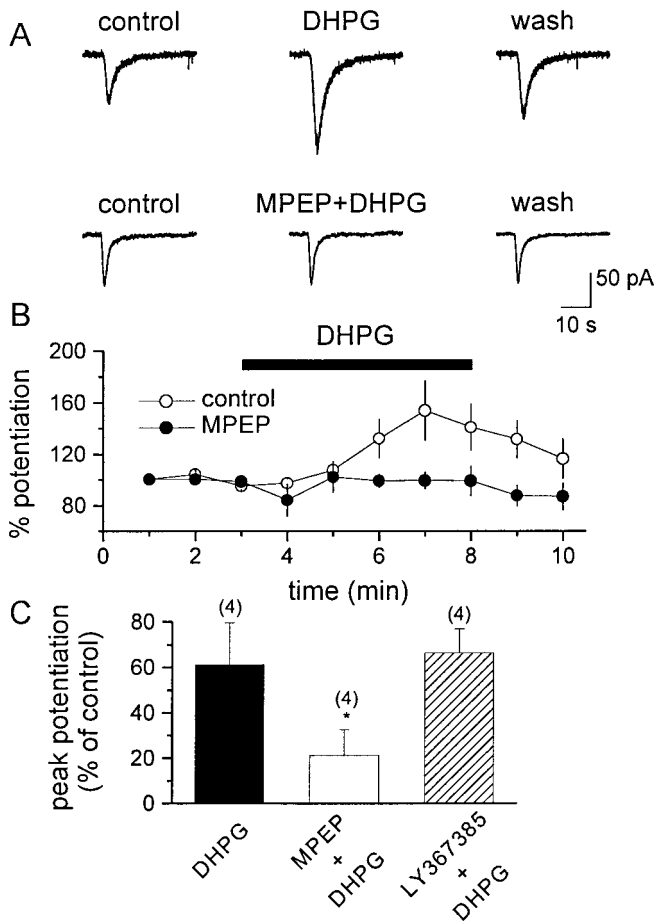 A
control DHPG wash
control MPEP+DHPG wash
50 pA
10 s
B
DHPG
200
160
120
80
% potentiation
control
MPEP
0 2 4 6 8 10
time (min)
C
80
60
40
20
0
peak potentiation
(% of control)
(4)
(4)
*
(4)
DHPG
MPEP
+
DHPG
LY367385
+
DHPG